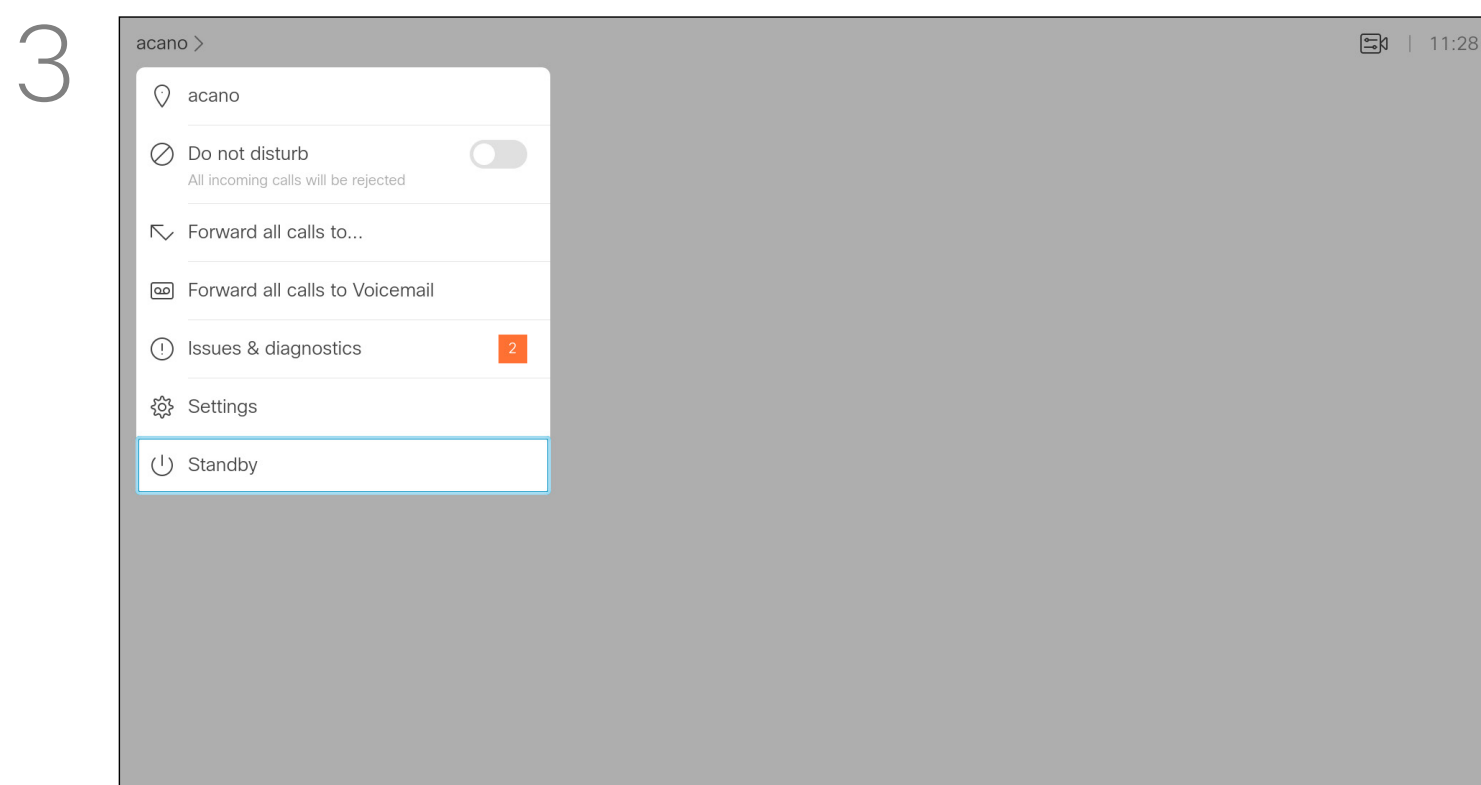 3
acano >
11:28
acano
Do not disturb
All incoming calls will be rejected
Forward all calls to...
Forward all calls to Voicemail
Issues & diagnostics 2
Settings
Standby